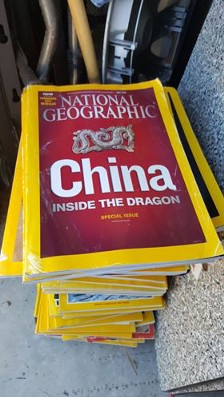 NATIONAL
GEOGRAPHIC
China
INSIDE THE DRAGON
SPECIAL ISSUE